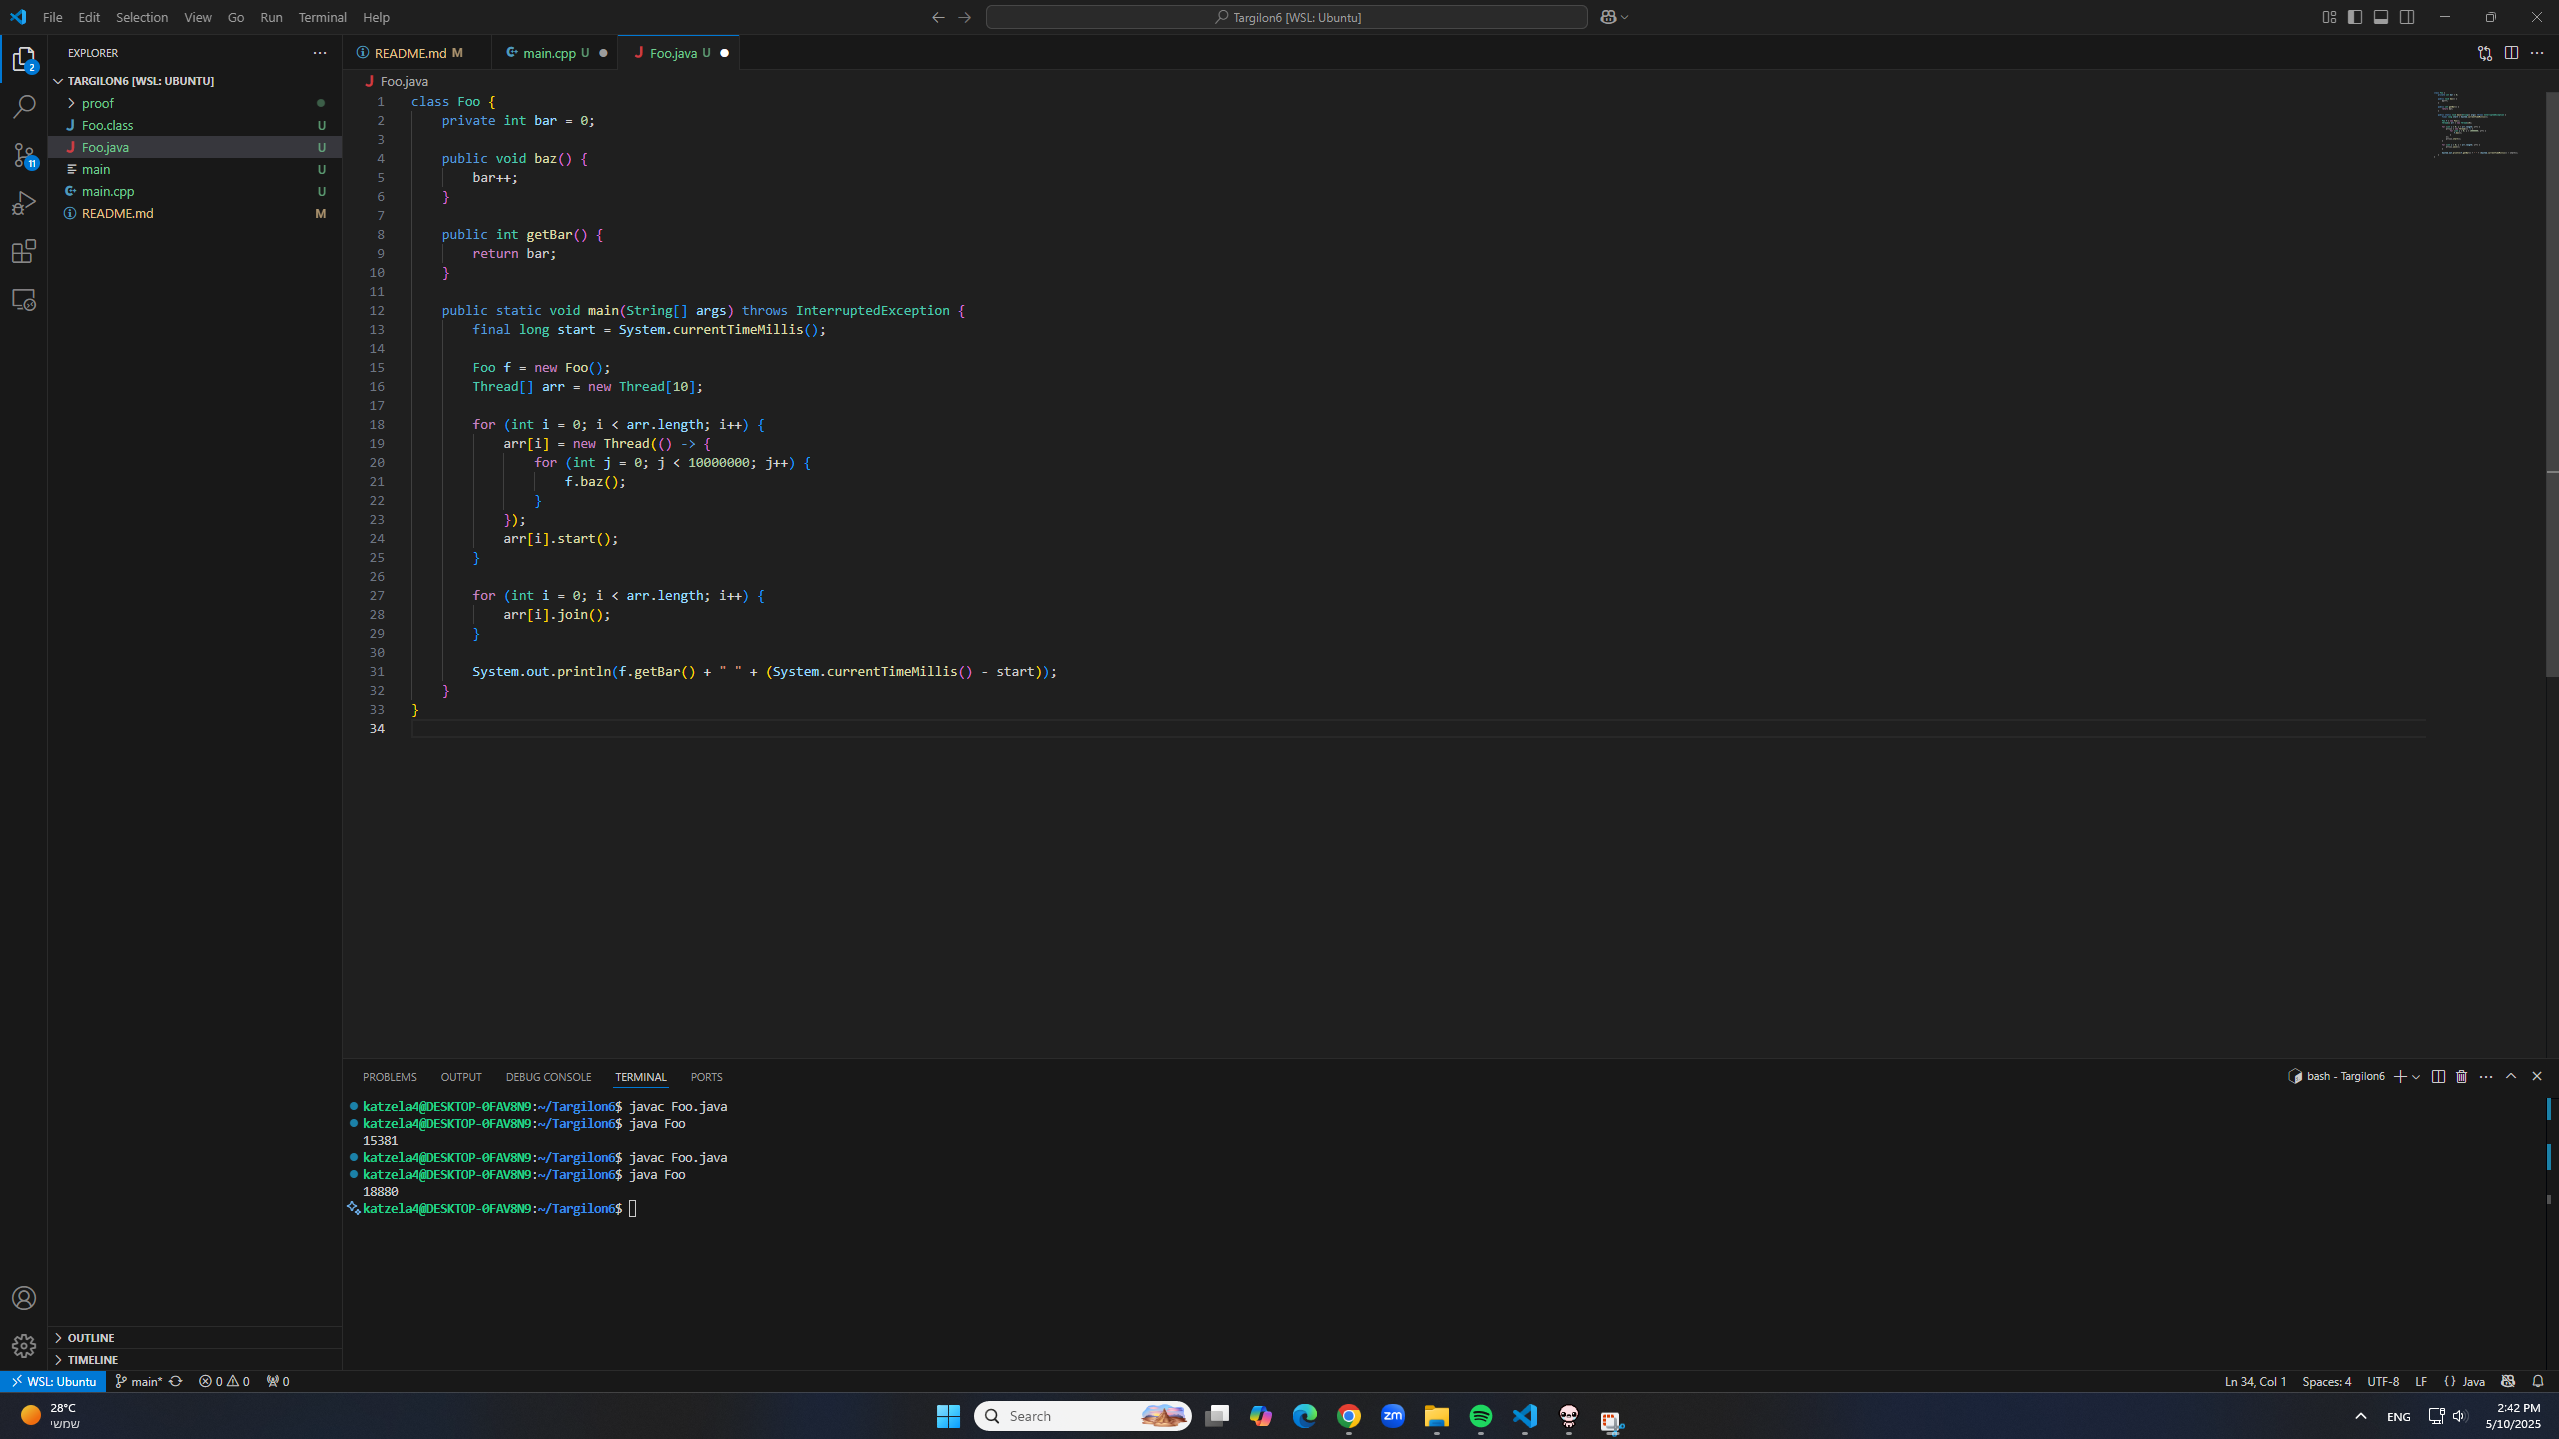 File Edit Selection View Go Run Terminal Help
Targilon6 [WSL: Ubuntu]
EXPLORER
TARGILON6 [WSL: UBUNTU]
proof
Foo.class U
Foo.java U
main U
main.cpp U
README.md M
2
11
README.md M main.cpp U Foo.java U
Foo.java
1 class Foo {
2 private int bar = 0;
3
4 public void baz() {
5 bar++;
6 }
7
8 public int getBar() {
9 return bar;
10 }
11
12 public static void main(String[] args) throws InterruptedException {
13 final long start = System.currentTimeMillis();
14
15 Foo f = new Foo();
16 Thread[] arr = new Thread[10];
17
18 for (int i = 0; i < arr.length; i++) {
19 arr[i] = new Thread(() -> {
20 for (int j = 0; j < 10000000; j++) {
21 f.baz();
22 }
23 });
24 arr[i].start();
25 }
26
27 for (int i = 0; i < arr.length; i++) {
28 arr[i].join();
29 }
30
31 System.out.println(f.getBar() + " " + (System.currentTimeMillis() - start));
32 }
33 }
34
PROBLEMS OUTPUT DEBUG CONSOLE TERMINAL PORTS
bash - Targilon6
katzela4@DESKTOP-0FAV8N9:~/Targilon6$ javac Foo.java
katzela4@DESKTOP-0FAV8N9:~/Targilon6$ java Foo
15381
katzela4@DESKTOP-0FAV8N9:~/Targilon6$ javac Foo.java
katzela4@DESKTOP-0FAV8N9:~/Targilon6$ java Foo
18880
katzela4@DESKTOP-0FAV8N9:~/Targilon6$
OUTLINE
TIMELINE
WSL: Ubuntu main* 0 0 0
Ln 34, Col 1 Spaces: 4 UTF-8 LF {} Java
28°C
שמשי
Search
zm
ENG
2:42 PM
5/10/2025